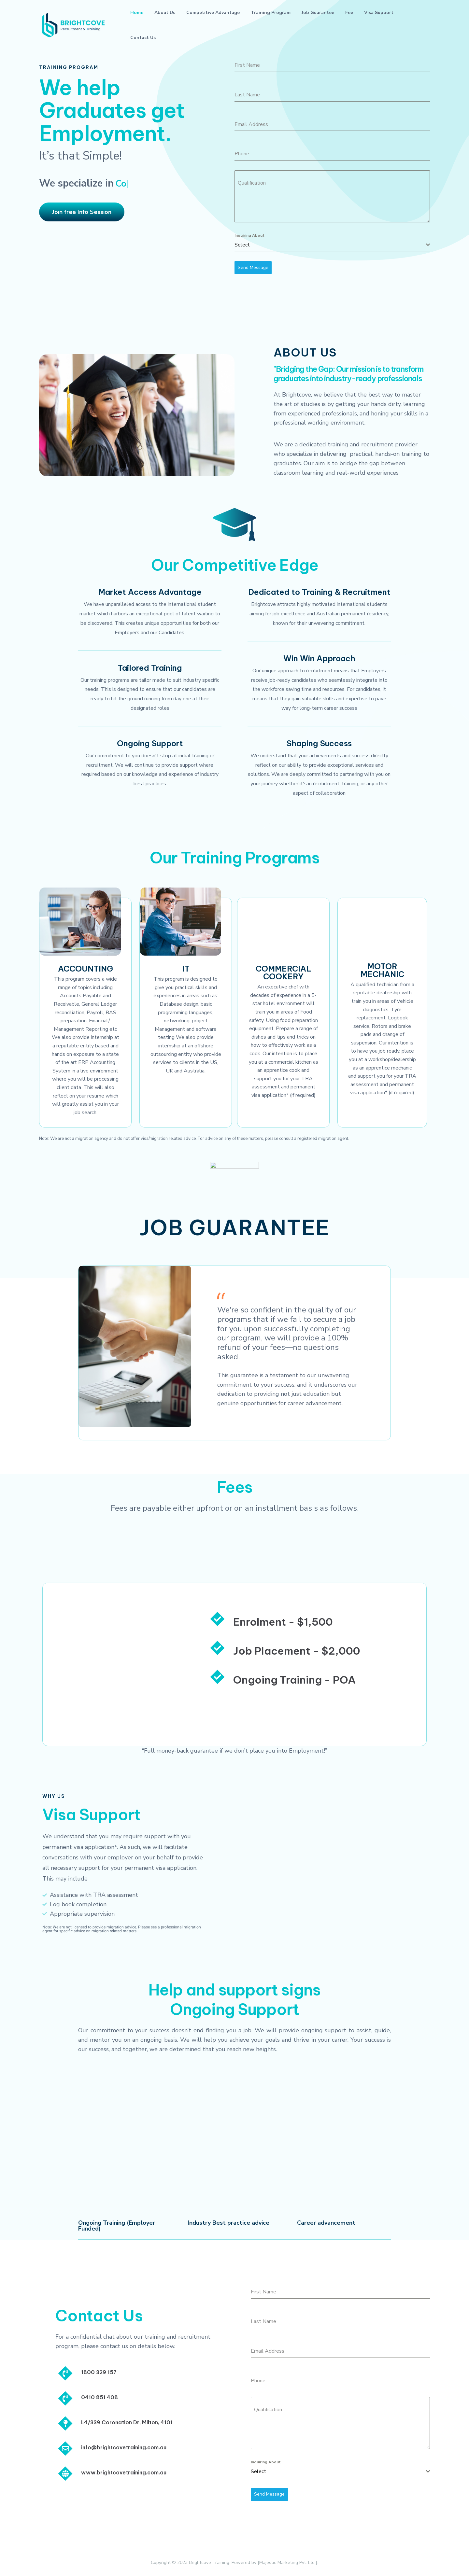 BRIGHTCOVE
Recruitment & Training
Home
About Us
Competitive Advantage
Training Program
Job Guarantee
Fee
Visa Support
Contact Us
TRAINING PROGRAM
We help
Graduates get
Employment.
It's that Simple!
We specialize in Co|
Join free Info Session
First Name
Last Name
Email Address
Phone
Qualification
Inquiring About
Select
Send Message
ABOUT US
"Bridging the Gap: Our mission is to transform
graduates into industry-ready professionals
At Brightcove, we believe that the best way to master
the art of studies is by getting your hands dirty, learning
from experienced professionals, and honing your skills in a
professional working environment.
We are a dedicated training and recruitment provider
who specialize in delivering practical, hands-on training to
graduates. Our aim is to bridge the gap between
classroom learning and real-world experiences
Our Competitive Edge
Market Access Advantage
We have unparalleled access to the international student
market which harbors an exceptional pool of talent waiting to
be discovered. This creates unique opportunities for both our
Employers and our Candidates.
Tailored Training
Our training programs are tailor made to suit industry specific
needs. This is designed to ensure that our candidates are
ready to hit the ground running from day one at their
designated roles.
Ongoing Support
Our commitment to you doesn't stop at initial training or
recruitment. We will continue to provide support where
required based on our knowledge and experience of industry
best practices.
Dedicated to Training & Recruitment
Brightcove attracts highly motivated international students
aiming for job excellence and Australian permanent residency,
known for their unwavering commitment.
Win Win Approach
Our unique approach to recruitment means that Employers
receive job-ready candidates who seamlessly integrate into
the workforce saving time and resources. For candidates, it
means that they gain valuable skills and expertise to pave
way for long-term career success.
Shaping Success
We understand that your achievements and success directly
reflect on our ability to provide exceptional services and
solutions. We are deeply committed to partnering with you on
your journey whether it's in recruitment, training, or any other
aspect of collaboration
Our Training Programs
ACCOUNTING
This program covers a wide
range of topics including
Accounts Payable and
Receivable, General Ledger
reconciliation, Payroll, BAS
preparation, Financial/
Management Reporting etc.
We also provide internship at
a reputable entity based and
hands on exposure to a state
of the art ERP Accounting
System in a live environment
where you will be processing
client data. This will also
reflect on your resume which
will greatly assist you in your
job search.
IT
This program is designed to
give you practical skills and
experiences in areas such as
Database design, basic
programming languages,
networking, project
Management and software
testing We also provide
internship at an offshore
outsourcing entity who provide
services to clients in the US,
UK and Australia.
COMMERCIAL
COOKERY
An executive chef with
decades of experience in a 5-
star hotel environment will
train you in areas of Food
safety, Using food preparation
equipment, Prepare a range of
dishes and tips and tricks on
how to effectively work as a
cook. Our intention is to place
you at a commercial kitchen as
an apprentice cook and
support you for your TRA
assessment and permanent
visa application* (if required).
MOTOR
MECHANIC
A qualified technician from a
reputable dealership with
train you in areas of Vehicle
diagnostics, Tyre
replacement, Logbook
service, Rotors and brake
pads and change of
suspension. Our intention is
to have you job ready, place
you at a workshop/dealership
as an apprentice mechanic
and support you for your TRA
assessment and permanent
visa application* (if required)
Note: We are not a migration agency and do not offer visa/migration related advice. For advice on any of these matters, please consult a registered migration agent.
JOB GUARANTEE
We're so confident in the quality of our
programs that if we fail to secure a job
for you upon successfully completing
our program, we will provide a 100%
refund of your fees—no questions
asked.
This guarantee is a testament to our unwavering
commitment to your success, and it underscores our
dedication to providing not just education but
genuine opportunities for career advancement.
Fees
Fees are payable either upfront or on an installment basis as follows.
Enrolment - $1,500
Job Placement - $2,000
Ongoing Training - POA
"Full money-back guarantee if we don't place you into Employment!"
WHY US
Visa Support
We understand that you may require support with you
permanent visa application*. As such, we will facilitate
conversations with your employer on your behalf to provide
all necessary support for your permanent visa application.
This may include
Assistance with TRA assessment
Log book completion
Appropriate supervision
Note: We are not licensed to provide migration advice. Please see a professional migration
agent for specific advice on migration related matters.
Help and support signs
Ongoing Support
Our commitment to your success doesn't end finding you a job. We will provide ongoing support to assist, guide,
and mentor you on an ongoing basis, We will help you achieve your goals and thrive in your carrier. Your success is
our success, and together, we are determined that you reach new heights.
Ongoing Training (Employer
Funded)
Industry Best practice advice
Career advancement
Contact Us
For a confidential chat about our training and recruitment
program, please contact us on details below.
1800 329 157
0410 851 408
L4/339 Coronation Dr, Milton, 4101
info@brightcovetraining.com.au
www.brightcovetraining.com.au
First Name
Last Name
Email Address
Phone
Qualification
Inquiring About
Select
Send Message
Copyright © 2023 Brightcove Training. Powered by [Majestic Marketing Pvt. Ltd.]